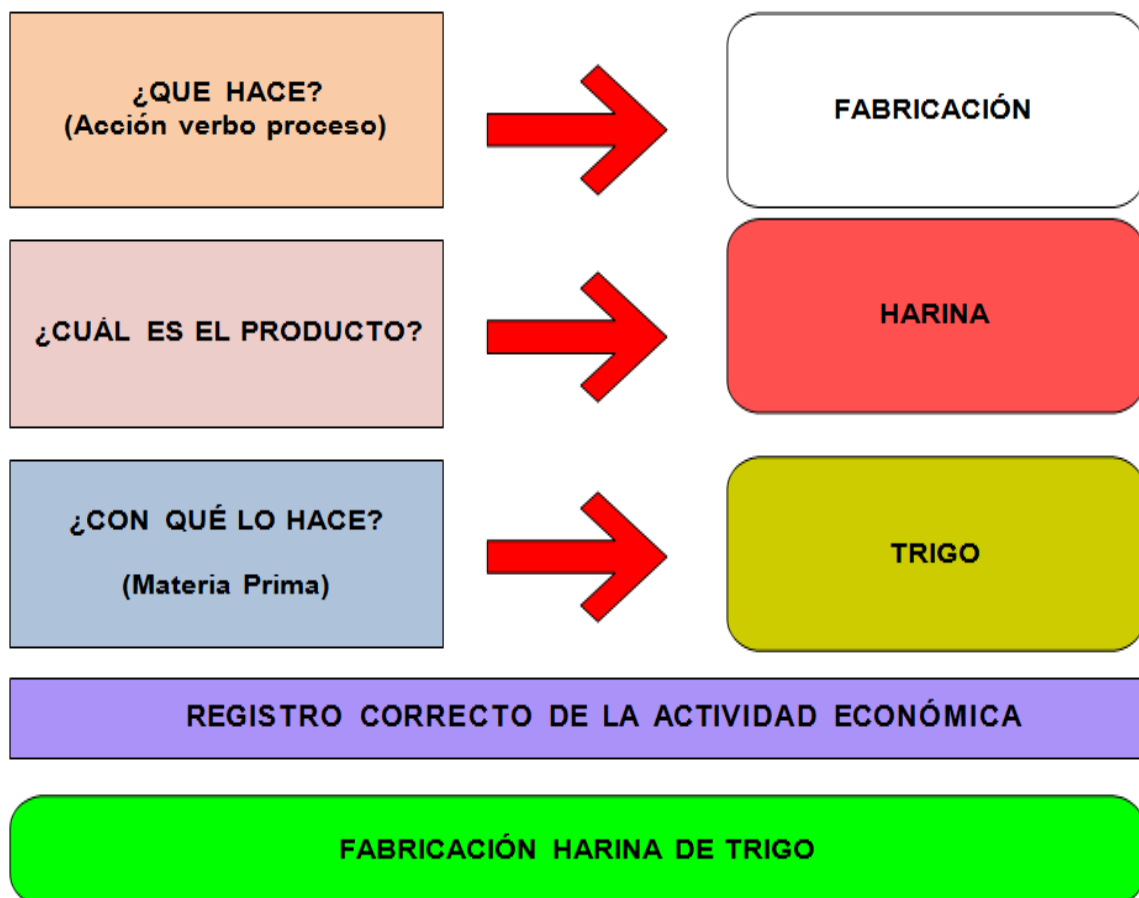 ¿QUE HACE?
(Acción verbo proceso)
FABRICACIÓN
¿CUÁL ES EL PRODUCTO?
HARINA
¿CON QUÉ LO HACE?
(Materia Prima)
TRIGO
REGISTRO CORRECTO DE LA ACTIVIDAD ECONÓMICA
FABRICACIÓN HARINA DE TRIGO